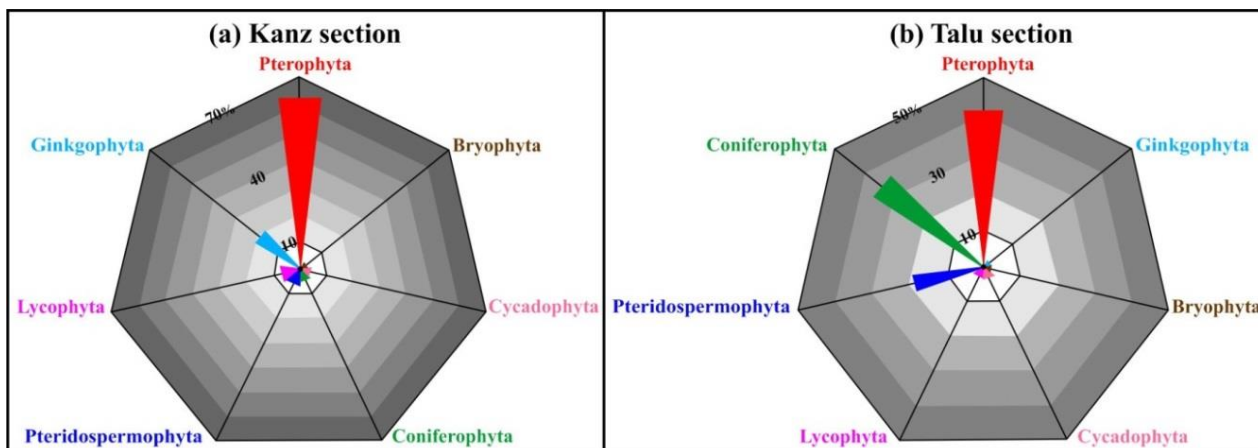 (a) Kanz section
Pterophyta
70%
Ginkgophyta
Bryophyta
40
10
Lycophyta
Cycadophyta
Pteridospermophyta
Coniferophyta
(b) Talu section
Pterophyta
50%
Coniferophyta
Ginkgophyta
30
10
Pteridospermophyta
Bryophyta
Lycophyta
Cycadophyta